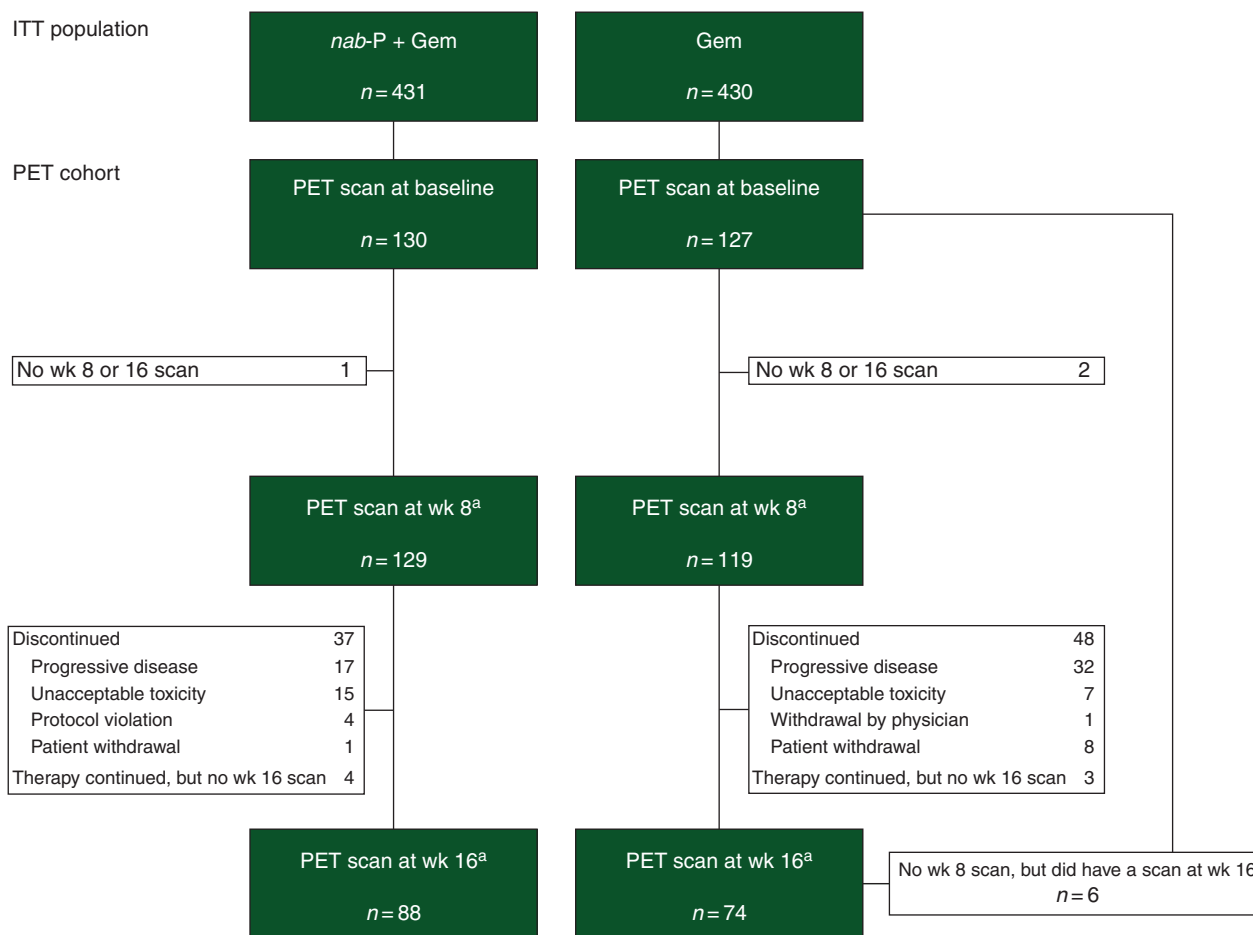 ITT population
nab-P + Gem
n = 431
Gem
n = 430
PET cohort
PET scan at baseline
n = 130
PET scan at baseline
n = 127
No wk 8 or 16 scan 1
No wk 8 or 16 scan 2
PET scan at wk 8ᵃ
n = 129
PET scan at wk 8ᵃ
n = 119
Discontinued 37
Progressive disease 17
Unacceptable toxicity 15
Protocol violation 4
Patient withdrawal 1
Therapy continued, but no wk 16 scan 4
Discontinued 48
Progressive disease 32
Unacceptable toxicity 7
Withdrawal by physician 1
Patient withdrawal 8
Therapy continued, but no wk 16 scan 3
PET scan at wk 16ᵃ
n = 88
PET scan at wk 16ᵃ
n = 74
No wk 8 scan, but did have a scan at wk 16
n = 6